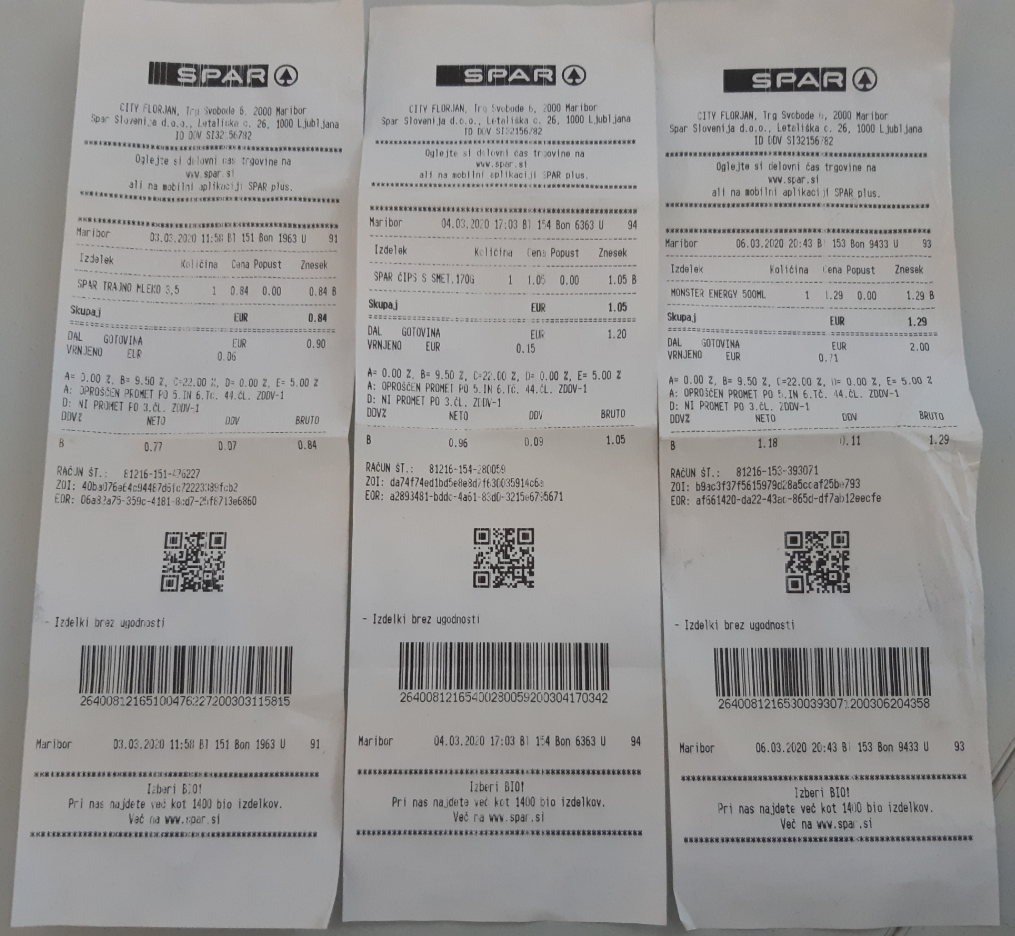 SPAR
CITY FLORJAN, Trg Svobode 6, 2000 Maribor
Spar Slovenija d.o.o., Letališka c. 26, 1000 Ljubljana
ID DDV SI32156782
Oglejte si delovni čas trgovine na
www.spar.si
ali na mobilni aplikaciji SPAR plus.
Maribor 03.03.2020 11:58 Bl 151 Bon 1963 U 91
Izdelek Količina Cena Popust Znesek
SPAR TRAJNO MLEKO 3,5 1 0.84 0.00 0.84 B
Skupaj EUR 0.84
DAL GOTOVINA EUR 0.90
VRNJENO EUR 0.06
A= 0.00 %, B= 9.50 %, C=22.00 %, D= 0.00 %, E= 5.00 %
A: OPROŠČEN PROMET PO 5.IN 6.TČ. 44.ČL. ZDDV-1
D: NI PROMET PO 3.ČL. ZDDV-1
DDV% NETO DDV BRUTO
B 0.77 0.07 0.84
RAČUN ŠT.: 81216-151-476227
ZOI:
EOR:
- Izdelki brez ugodnosti
26400812165100476227200303115815
Maribor 03.03.2020 11:58 Bl 151 Bon 1963 U 91
Izberi BIO!
Pri nas najdete več kot 1400 bio izdelkov.
Več na www.spar.si
SPAR
CITY FLORJAN, Trg Svobode 6, 2000 Maribor
Spar Slovenija d.o.o., Letališka c. 26, 1000 Ljubljana
ID DDV SI32156782
Oglejte si delovni čas trgovine na
www.spar.si
ali na mobilni aplikaciji SPAR plus.
Maribor 04.03.2020 17:03 Bl 154 Bon 6363 U 94
Izdelek Količina Cena Popust Znesek
SPAR ČIPS S SMET.170G 1 1.05 0.00 1.05 B
Skupaj EUR 1.05
DAL GOTOVINA EUR 1.20
VRNJENO EUR 0.15
A= 0.00 %, B= 9.50 %, C=22.00 %, D= 0.00 %, E= 5.00 %
A: OPROŠČEN PROMET PO 5.IN 6.TČ. 44.ČL. ZDDV-1
D: NI PROMET PO 3.ČL. ZDDV-1
DDV% NETO DDV BRUTO
B 0.96 0.09 1.05
RAČUN ŠT.: 81216-154-280059
ZOI:
EOR: a2893481-bddc-4a61-83d0-3215e6795671
- Izdelki brez ugodnosti
26400812165400280059200304170342
Maribor 04.03.2020 17:03 Bl 154 Bon 6363 U 94
Izberi BIO!
Pri nas najdete več kot 1400 bio izdelkov.
Več na www.spar.si
SPAR
CITY FLORJAN, Trg Svobode 6, 2000 Maribor
Spar Slovenija d.o.o., Letališka c. 26, 1000 Ljubljana
ID DDV SI32156782
Oglejte si delovni čas trgovine na
www.spar.si
ali na mobilni aplikaciji SPAR plus.
Maribor 06.03.2020 20:43 Bl 153 Bon 9433 U 93
Izdelek Količina Cena Popust Znesek
MONSTER ENERGY 500ML 1 1.29 0.00 1.29 B
Skupaj EUR 1.29
DAL GOTOVINA EUR 2.00
VRNJENO EUR 0.71
A= 0.00 %, B= 9.50 %, C=22.00 %, D= 0.00 %, E= 5.00 %
A: OPROŠČEN PROMET PO 5.IN 6.TČ. 44.ČL. ZDDV-1
D: NI PROMET PO 3.ČL. ZDDV-1
DDV% NETO DDV BRUTO
B 1.18 0.11 1.29
RAČUN ŠT.: 81216-153-393071
ZOI:
EOR:
- Izdelki brez ugodnosti
26400812165300393071200306204358
Maribor 06.03.2020 20:43 Bl 153 Bon 9433 U 93
Izberi BIO!
Pri nas najdete več kot 1400 bio izdelkov.
Več na www.spar.si